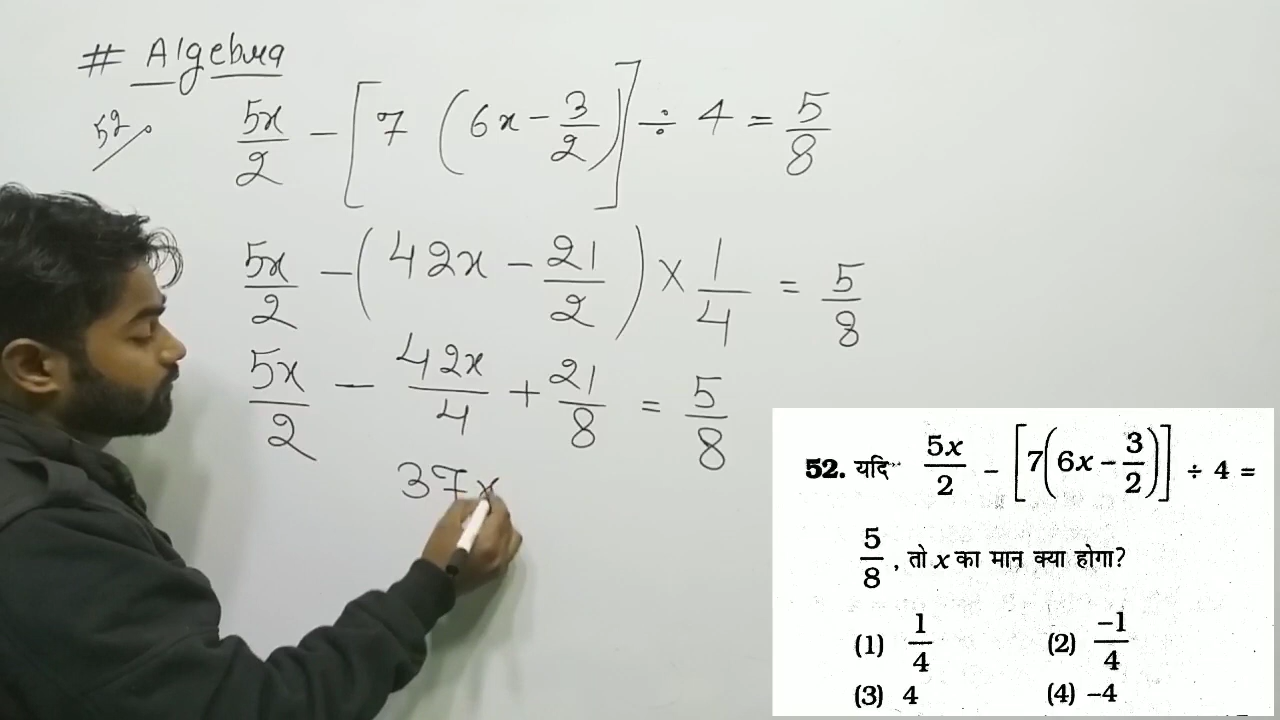 # Algebra
52. 5x/2 - [7 (6x - 3/2)] ÷ 4 = 5/8
5x/2 - (42x - 21/2) × 1/4 = 5/8
5x/2 - 42x/4 + 21/8 = 5/8
37x
52. यदि 5x/2 - [7(6x - 3/2)] ÷ 4 =
5/8, तो x का मान क्या होगा?
(1) 1/4 (2) -1/4
(3) 4 (4) -4